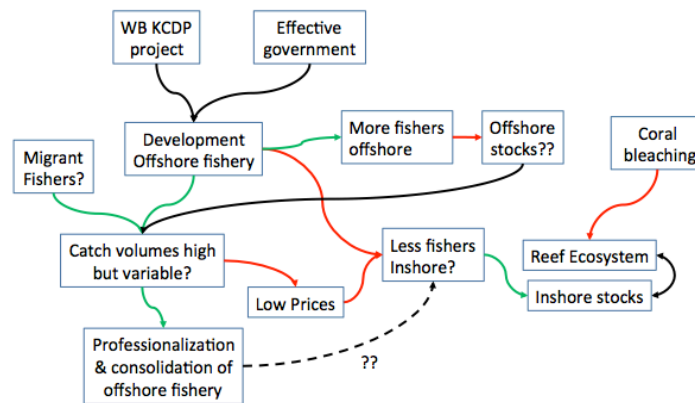 WB KCDP
project
Effective
government
Development
Offshore fishery
More fishers
offshore
Offshore
stocks??
Coral
bleaching
Migrant
Fishers?
Catch volumes high
but variable?
Less fishers
Inshore?
Reef Ecosystem
Low Prices
Inshore stocks
Professionalization
& consolidation of
offshore fishery
??